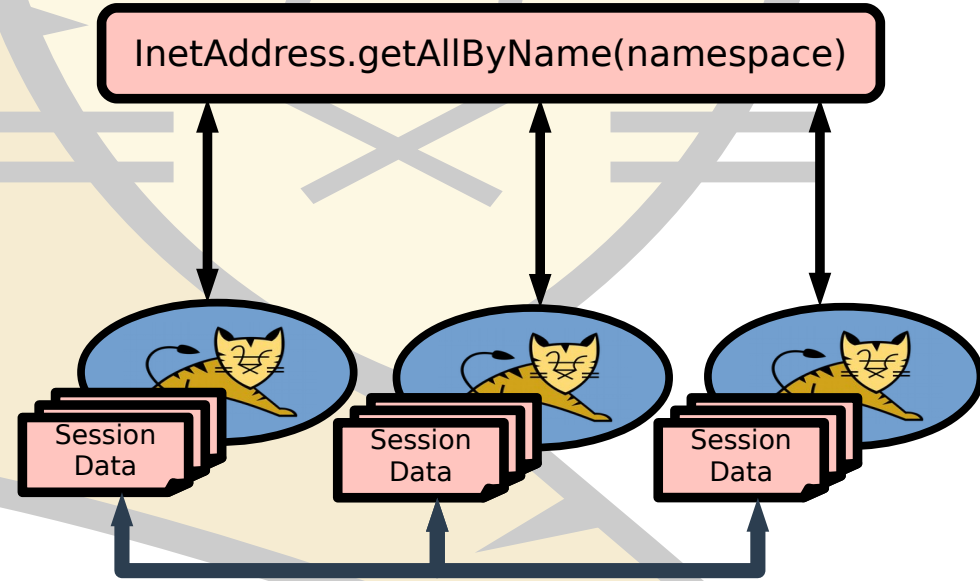 InetAddress.getAllByName(namespace)
Session
Data
Session
Data
Session
Data